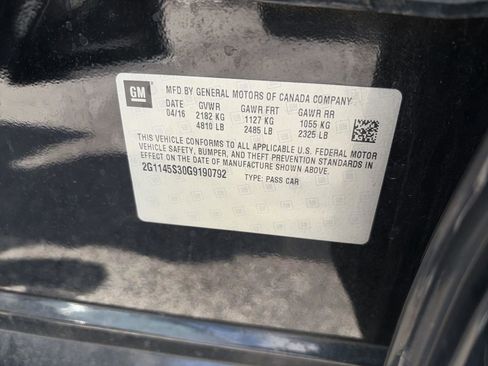 GM
MFD BY GENERAL MOTORS OF CANADA COMPANY
DATE GVWR GAWR FRT GAWR RR
04/16 2182 KG 1127 KG 1055 KG
4810 LB 2485 LB 2325 LB
THIS VEHICLE CONFORMS TO ALL APPLICABLE U.S. FEDERAL MOTOR
VEHICLE SAFETY, BUMPER, AND THEFT PREVENTION STANDARDS IN
EFFECT ON THE DATE OF MANUFACTURE SHOWN ABOVE.
2G1145S30G9190792
TYPE: PASS CAR